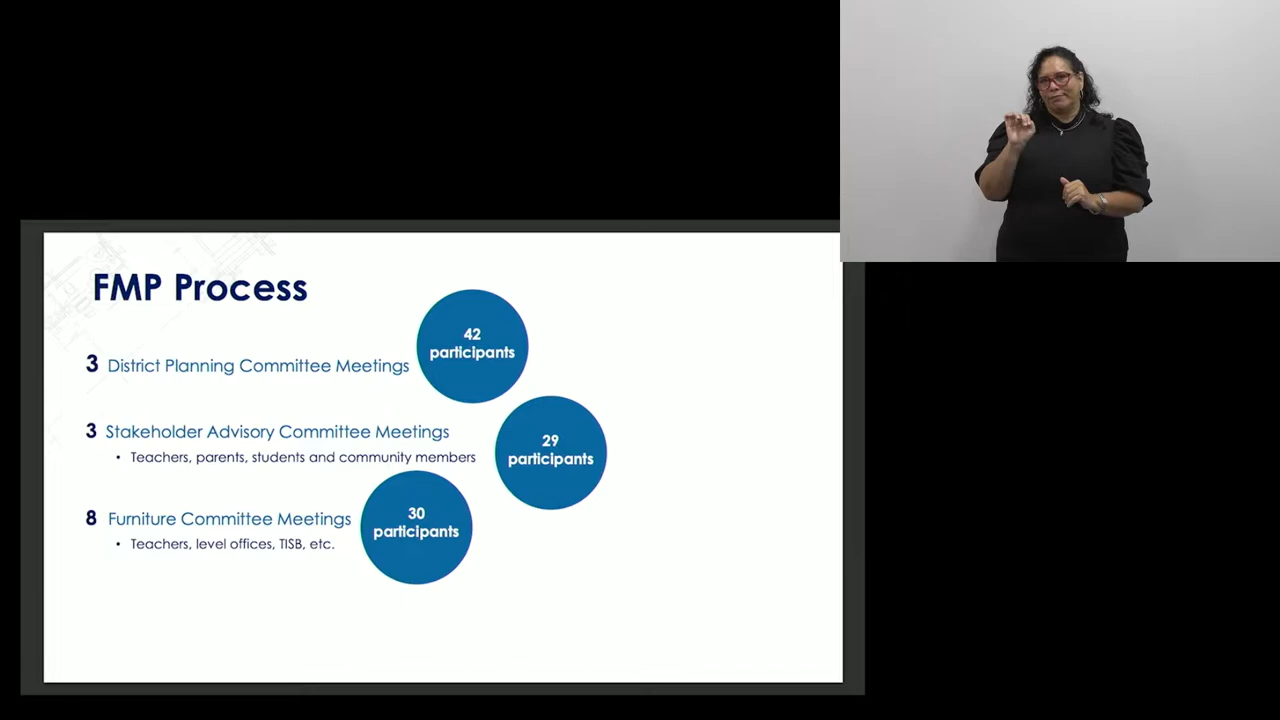 FMP Process
3 District Planning Committee Meetings
42
participants
3 Stakeholder Advisory Committee Meetings
• Teachers, parents, students and community members
29
participants
8 Furniture Committee Meetings
• Teachers, level offices, TISB, etc.
30
participants